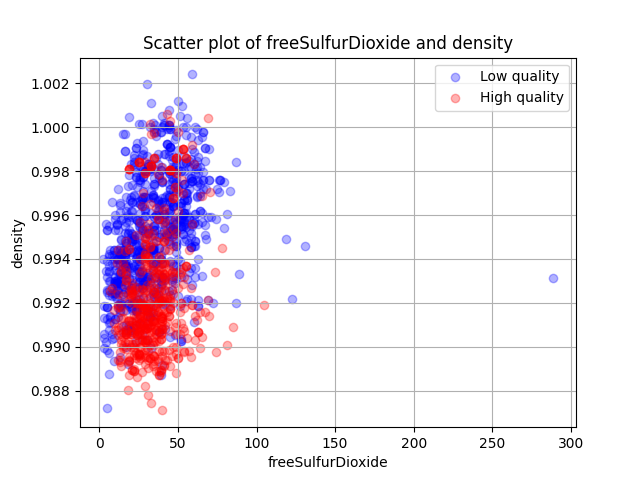 Scatter plot of freeSulfurDioxide and density
Low quality
High quality
1.002
1.000
0.998
0.996
0.994
0.992
0.990
0.988
density
0 50 100 150 200 250 300
freeSulfurDioxide